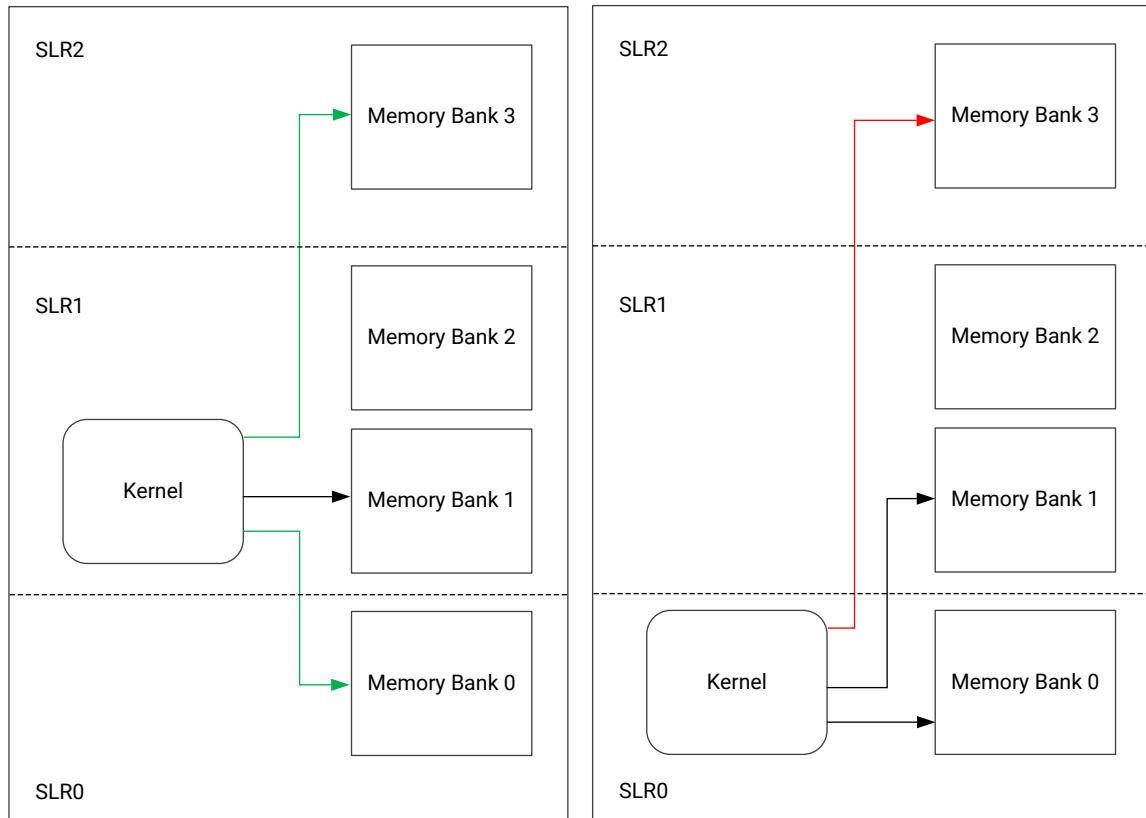 SLR2
Memory Bank 3
SLR1
Memory Bank 2
Kernel
Memory Bank 1
Memory Bank 0
SLR0
SLR2
Memory Bank 3
SLR1
Memory Bank 2
Memory Bank 1
Kernel
Memory Bank 0
SLR0